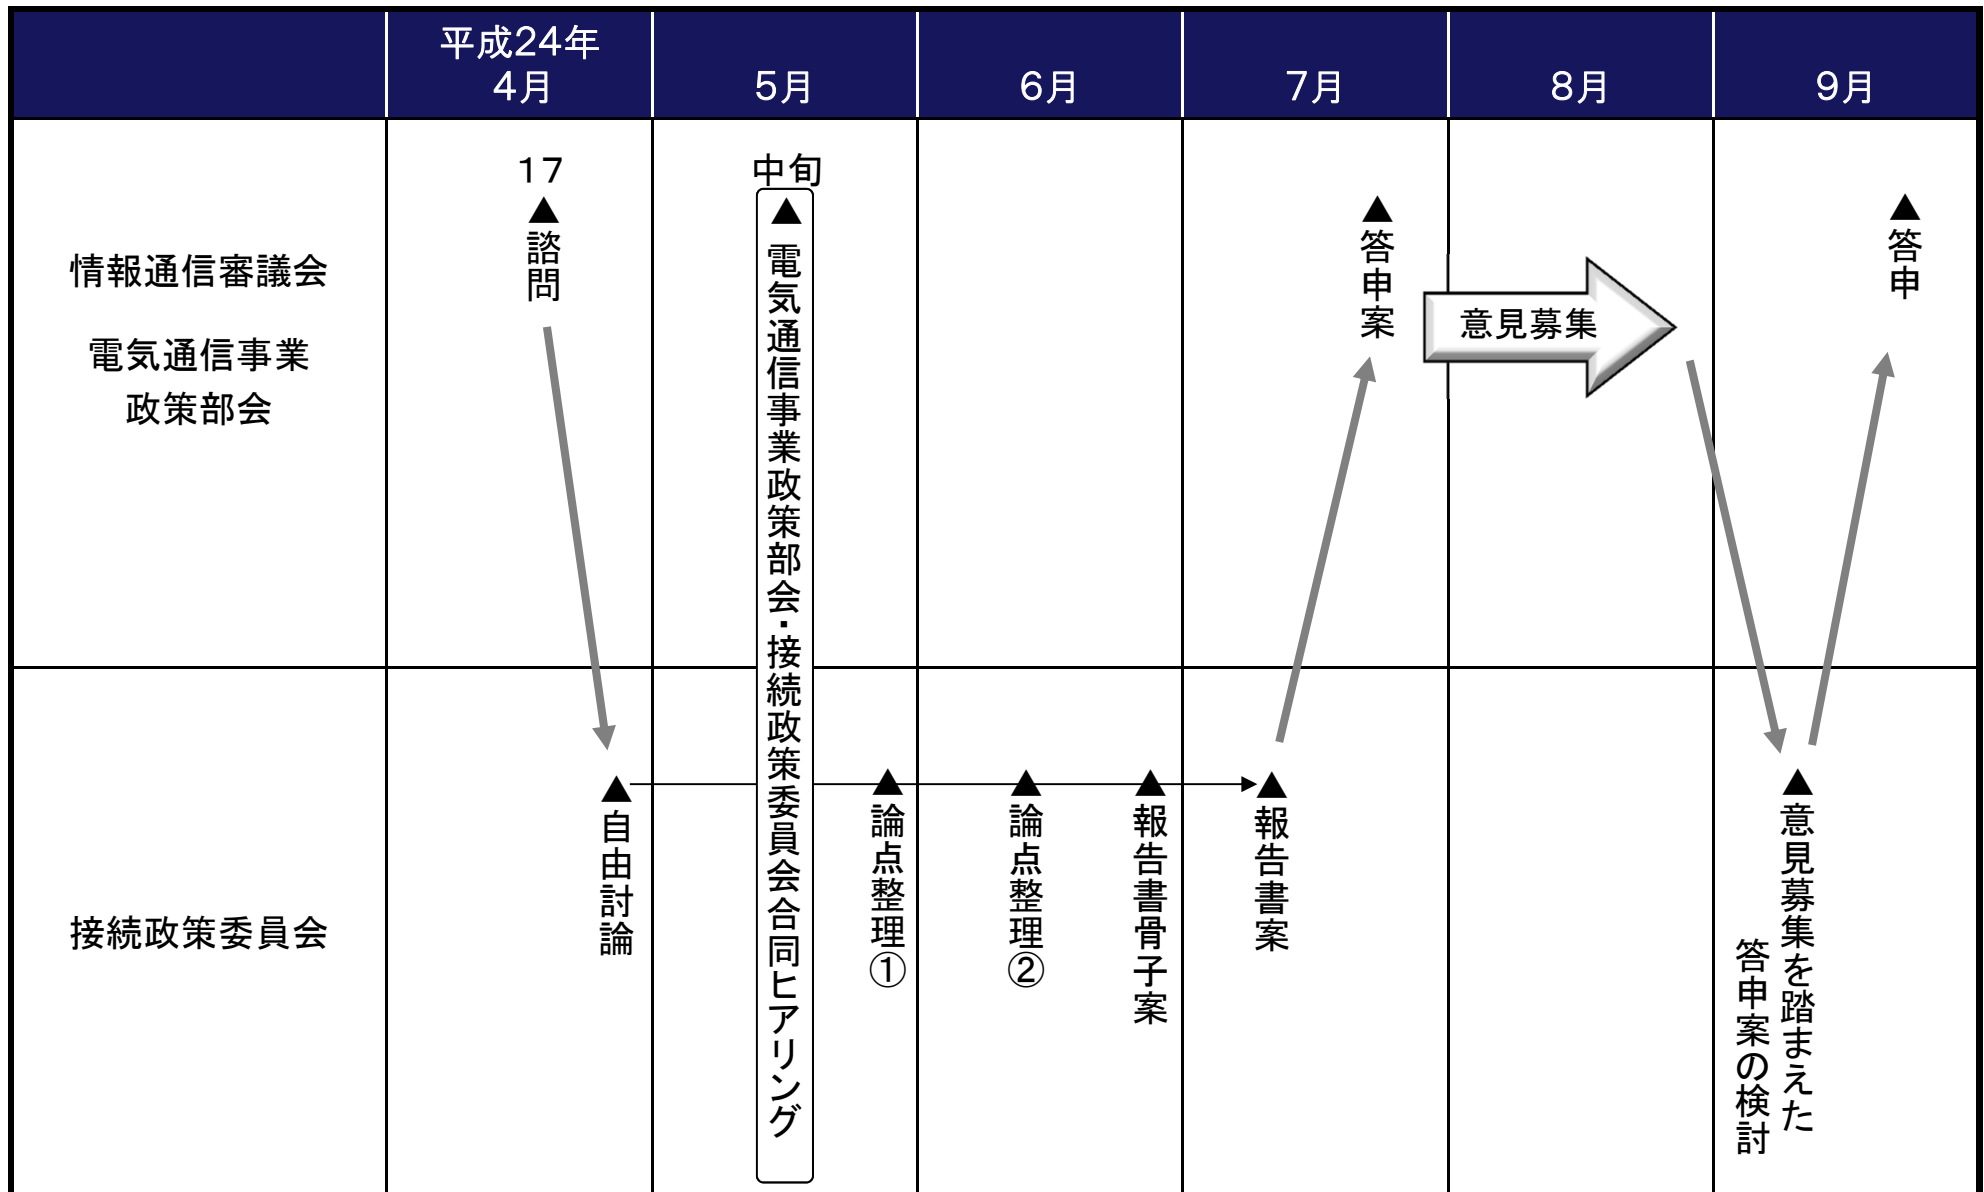 平成24年
4月
5月
6月
7月
8月
9月
情報通信審議会
電気通信事業
政策部会
17
▲諮問
中旬
▲電気通信事業政策部会・接続政策委員会合同ヒアリング
▲答申案
意見募集
▲答申
接続政策委員会
▲自由討論
▲論点整理①
▲論点整理②
▲報告書骨子案
▲報告書案
▲意見募集を踏まえた
答申案の検討